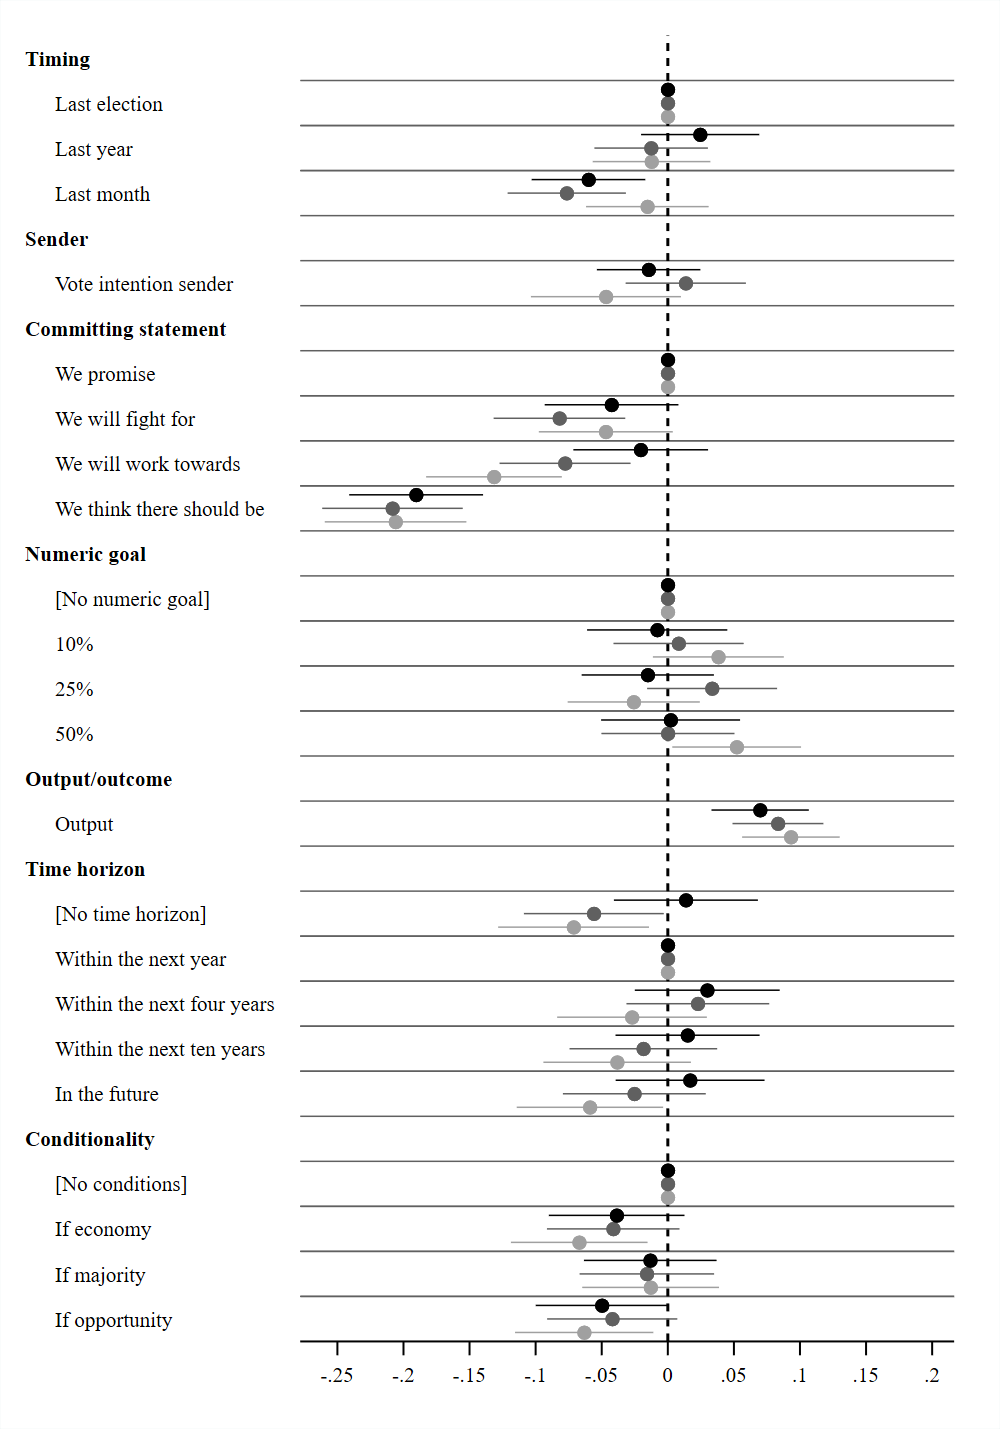 Timing
Last election
Last year
Last month
Sender
Vote intention sender
Committing statement
We promise
We will fight for
We will work towards
We think there should be
Numeric goal
[No numeric goal]
10%
25%
50%
Output/outcome
Output
Time horizon
[No time horizon]
Within the next year
Within the next four years
Within the next ten years
In the future
Conditionality
[No conditions]
If economy
If majority
If opportunity
-.25 -.2 -.15 -.1 -.05 0 .05 .1 .15 .2